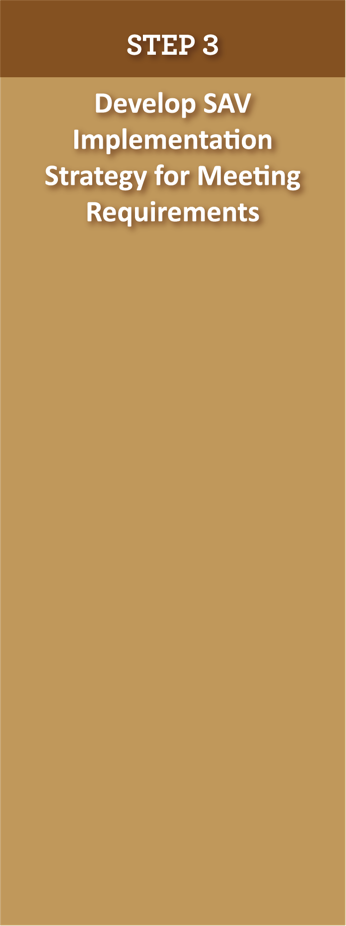 STEP 3
Develop SAV
Implementation
Strategy for Meeting
Requirements